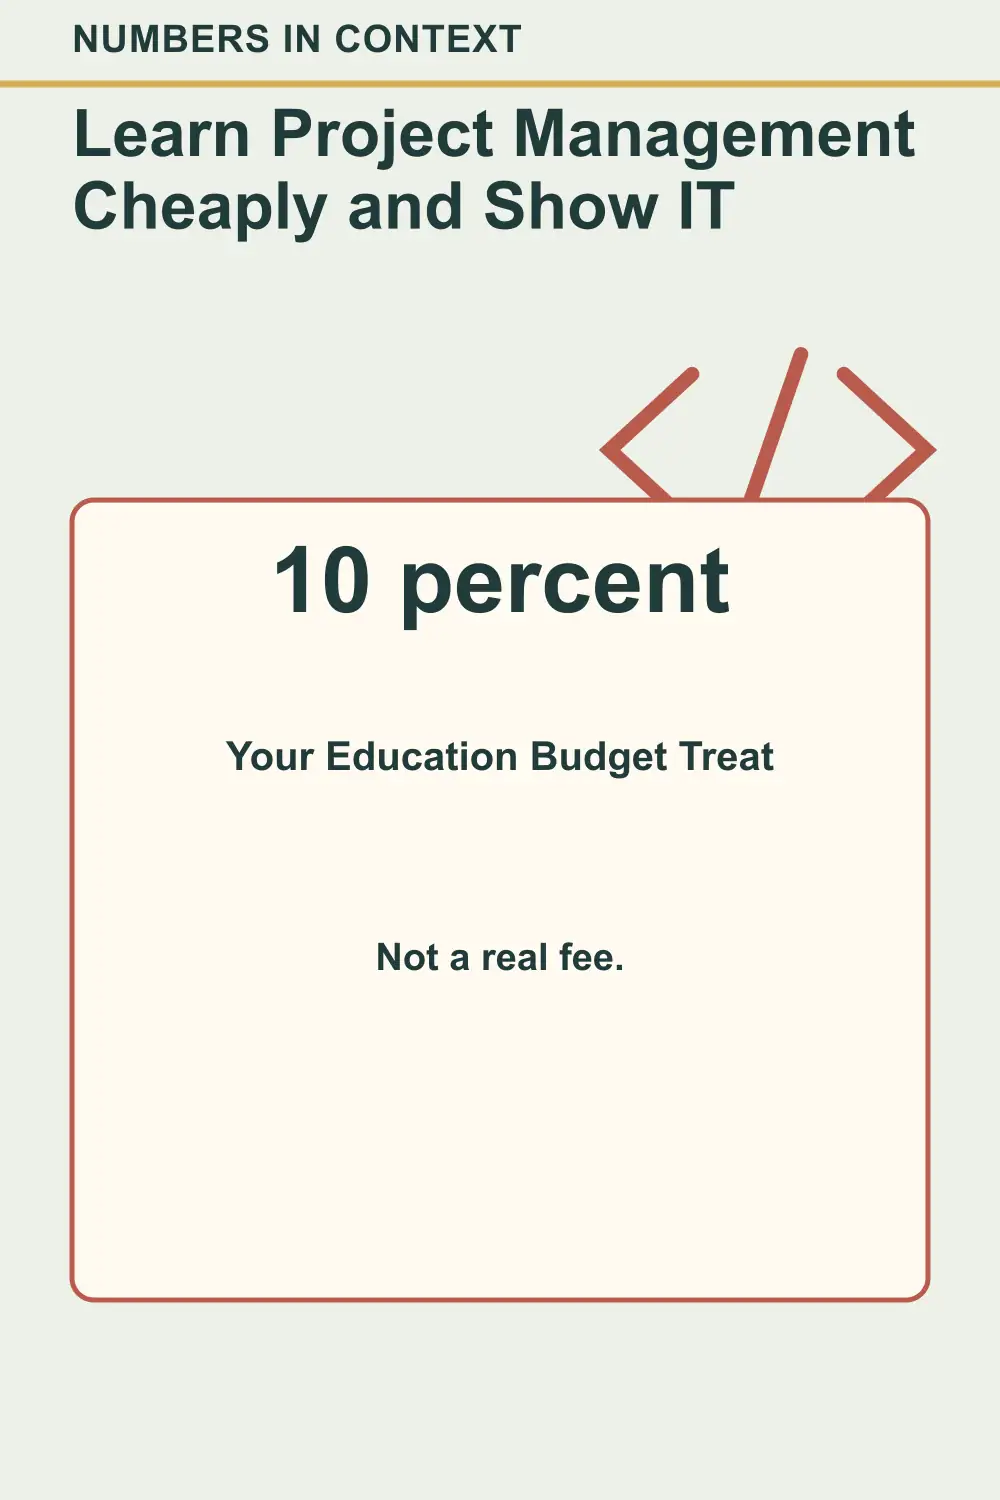 NUMBERS IN CONTEXT
Learn Project Management
Cheaply and Show IT
10 percent
Your Education Budget Treat
Not a real fee.